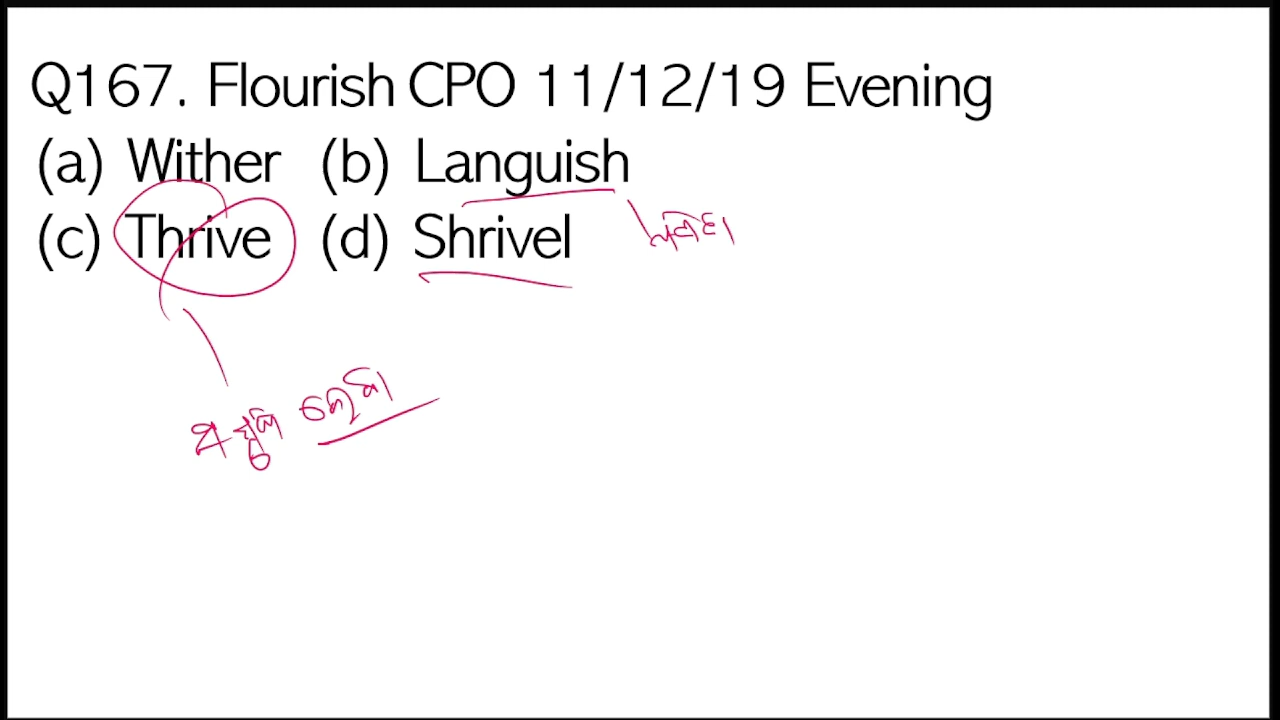 Q167. Flourish CPO 11/12/19 Evening
(a) Wither (b) Languish
(c) Thrive (d) Shrivel